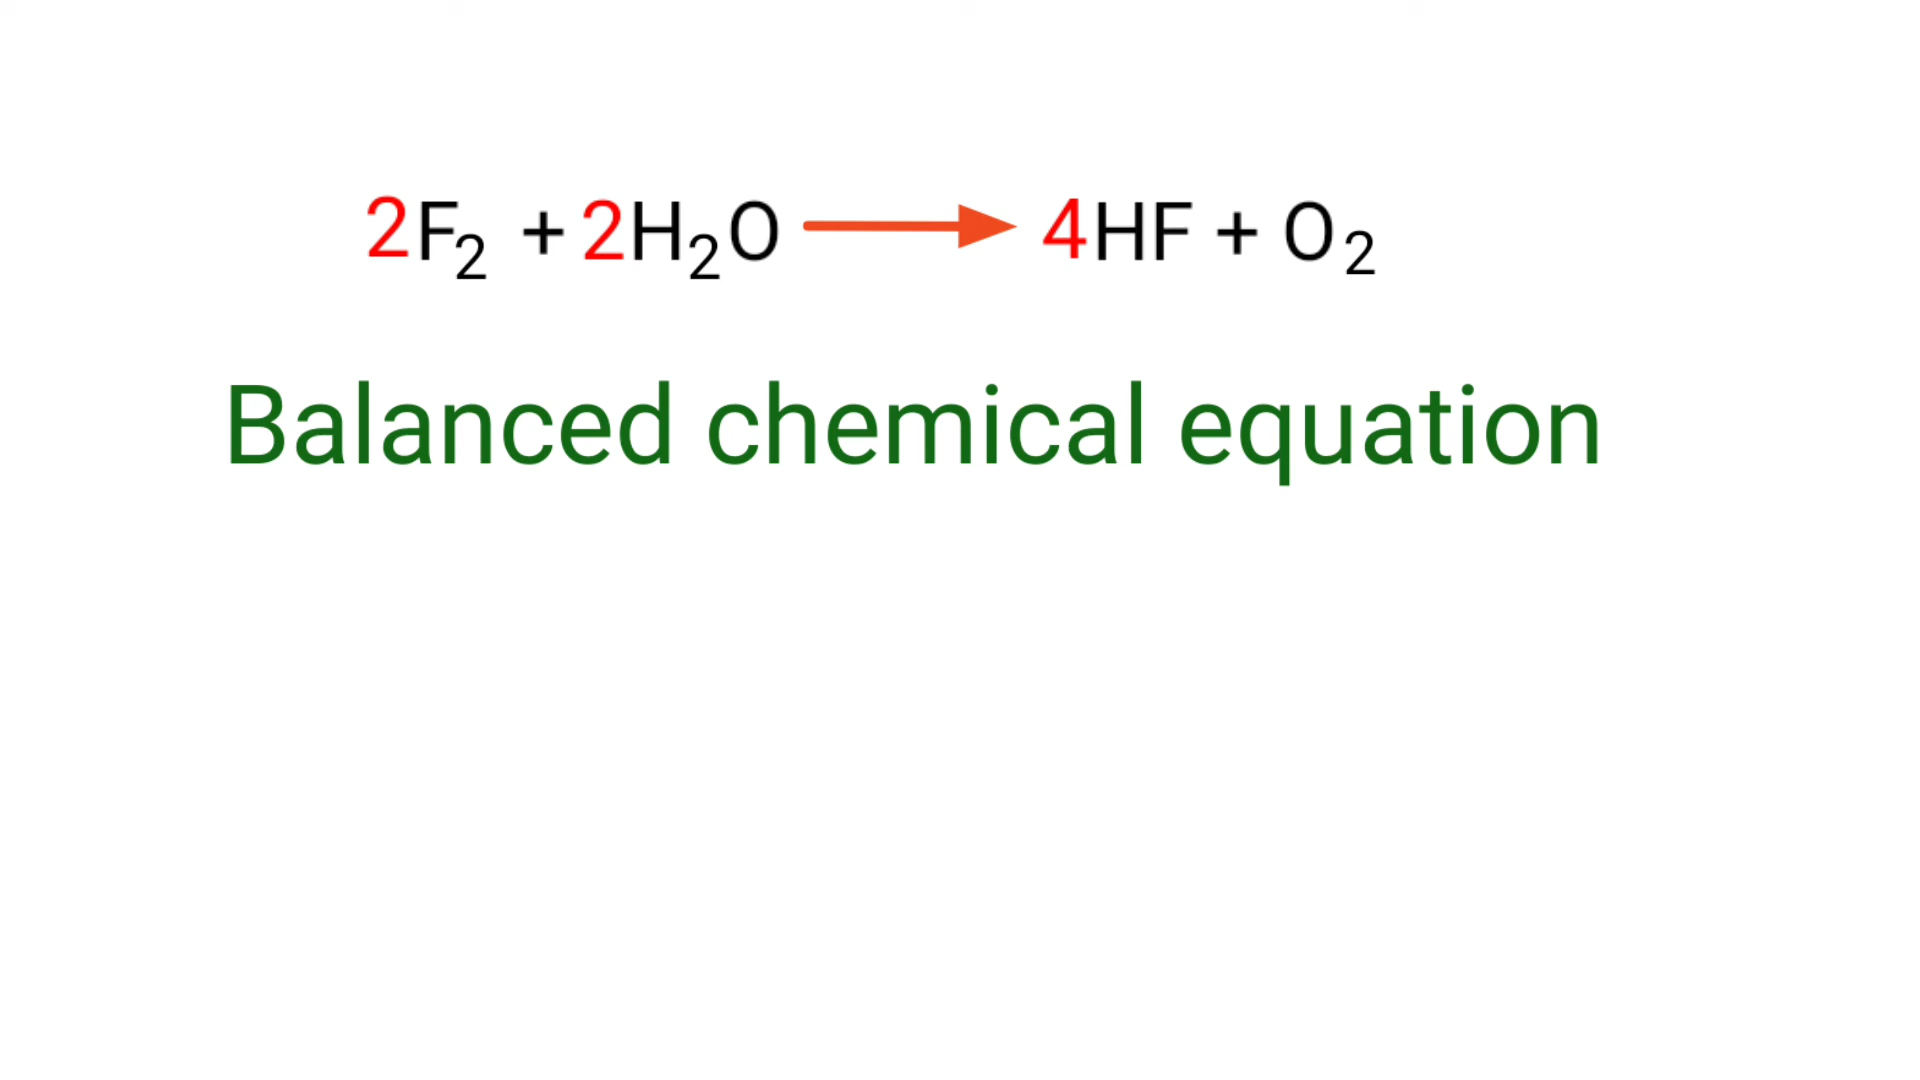 2F₂ + 2H₂O → 4HF + O₂
Balanced chemical equation